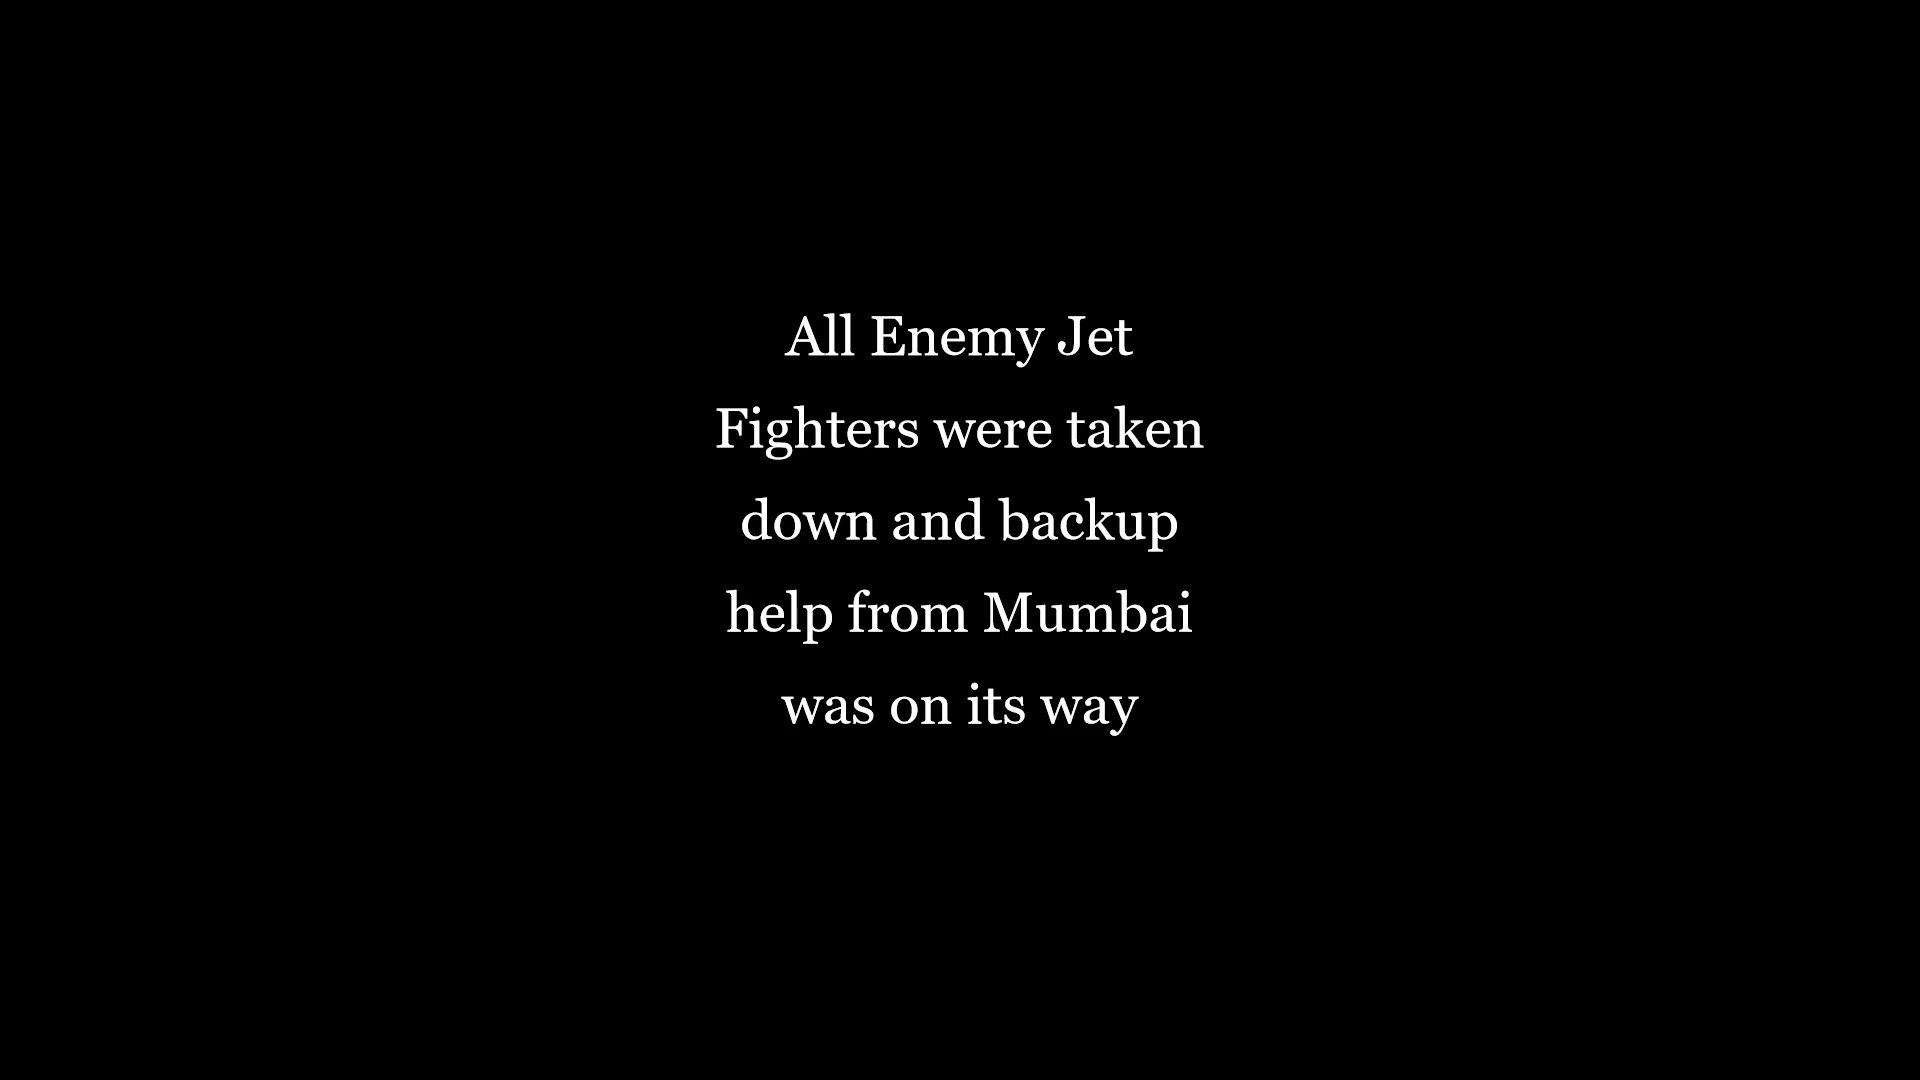 All Enemy Jet
Fighters were taken
down and backup
help from Mumbai
was on its way